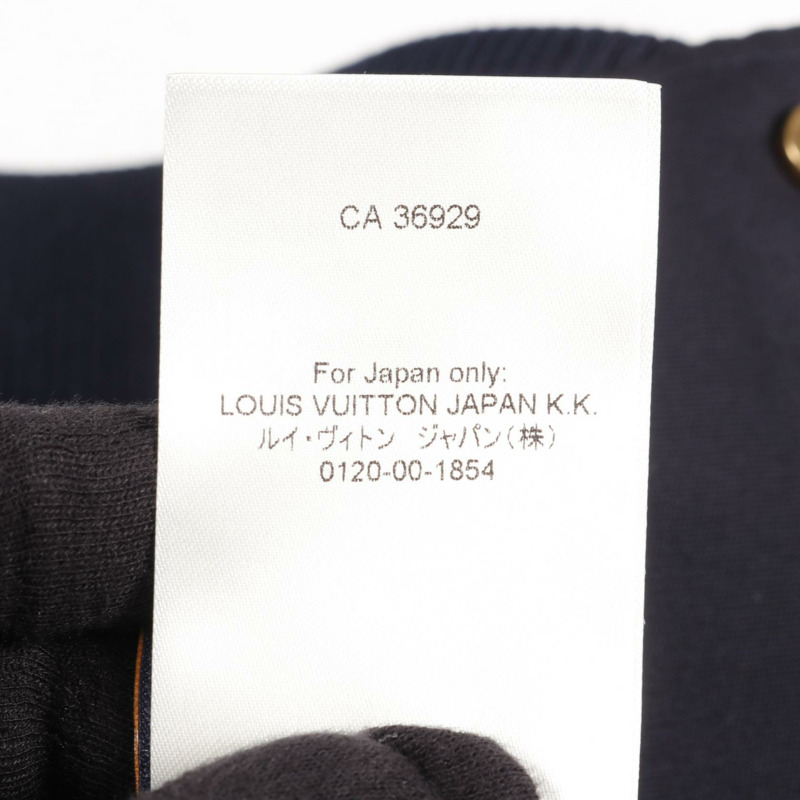 CA 36929
For Japan only:
LOUIS VUITTON JAPAN K.K.
ルイ・ヴィトン ジャパン(株)
0120-00-1854